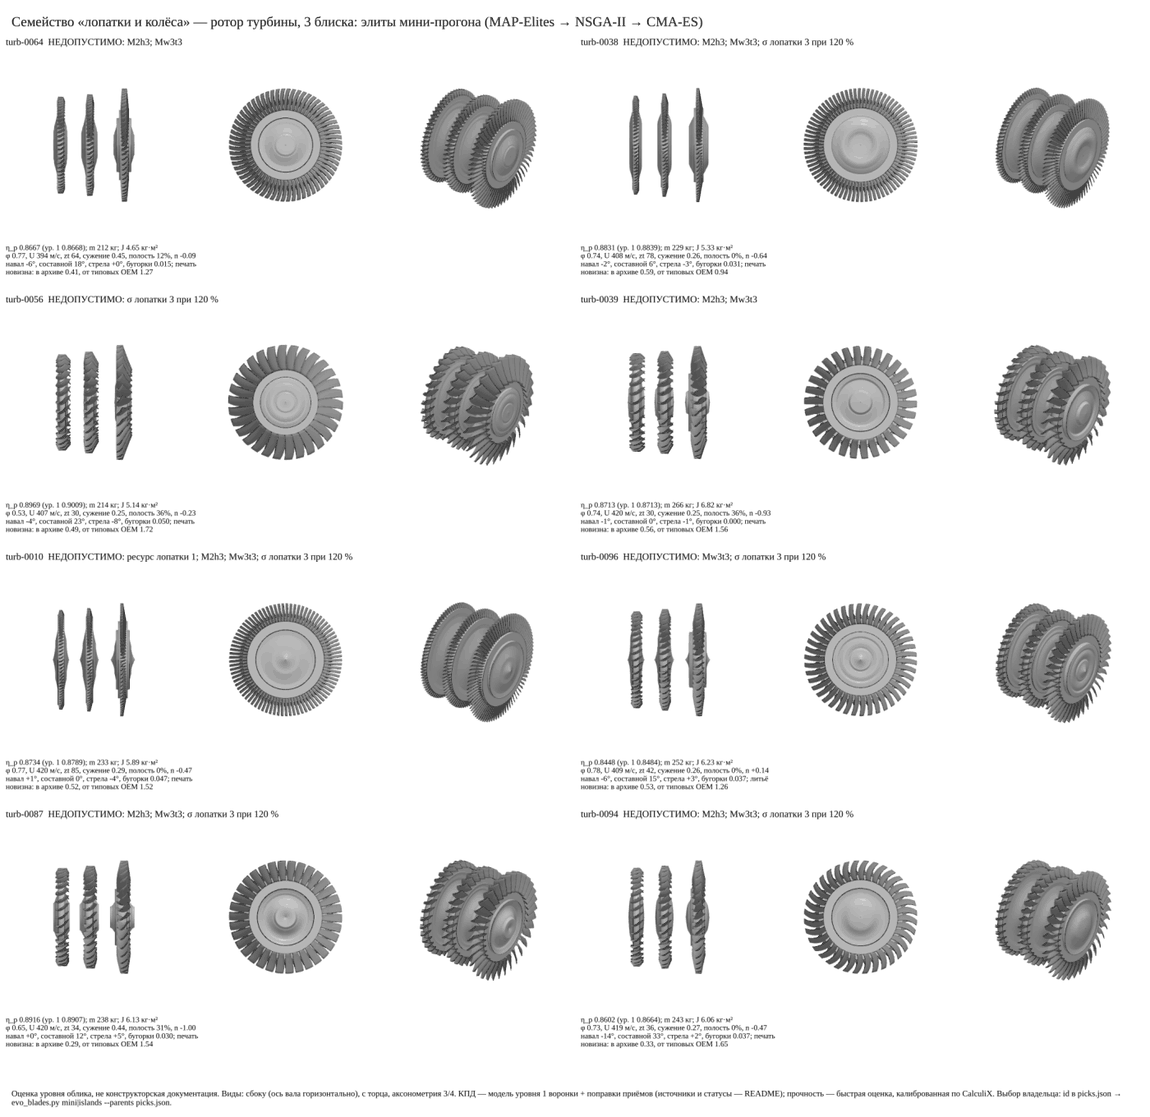 Семейство «лопатки и колёса» — ротор турбины, 3 блиска: элиты мини-прогона (MAP-Elites → NSGA-II → CMA-ES)
turb-0064 НЕДОПУСТИМО: M2h3; Mw3t3
η_p 0.8667 (ур. 1 0.8668); m 212 кг; J 4.65 кг·м²
φ 0.77, U 394 м/с, zt 64, сужение 0.45, полость 12%, n -0.09
навал -6°, составной 18°, стрела +0°, бугорки 0.015; печать
новизна: в архиве 0.41, от типовых OEM 1.27
turb-0038 НЕДОПУСТИМО: M2h3; Mw3t3; σ лопатки 3 при 120 %
η_p 0.8831 (ур. 1 0.8839); m 229 кг; J 5.33 кг·м²
φ 0.74, U 408 м/с, zt 78, сужение 0.26, полость 0%, n -0.64
навал -2°, составной 6°, стрела -3°, бугорки 0.031; печать
новизна: в архиве 0.59, от типовых OEM 0.94
turb-0056 НЕДОПУСТИМО: σ лопатки 3 при 120 %
η_p 0.8969 (ур. 1 0.9009); m 214 кг; J 5.14 кг·м²
φ 0.53, U 407 м/с, zt 30, сужение 0.25, полость 36%, n -0.23
навал -4°, составной 23°, стрела -8°, бугорки 0.050; печать
новизна: в архиве 0.49, от типовых OEM 1.72
turb-0039 НЕДОПУСТИМО: M2h3; Mw3t3
η_p 0.8713 (ур. 1 0.8713); m 266 кг; J 6.82 кг·м²
φ 0.74, U 420 м/с, zt 30, сужение 0.25, полость 36%, n -0.93
навал -1°, составной 0°, стрела -1°, бугорки 0.000; печать
новизна: в архиве 0.56, от типовых OEM 1.56
turb-0010 НЕДОПУСТИМО: ресурс лопатки 1; M2h3; Mw3t3; σ лопатки 3 при 120 %
η_p 0.8734 (ур. 1 0.8789); m 233 кг; J 5.89 кг·м²
φ 0.77, U 420 м/с, zt 85, сужение 0.29, полость 0%, n -0.47
навал +1°, составной 0°, стрела -4°, бугорки 0.047; печать
новизна: в архиве 0.52, от типовых OEM 1.52
turb-0096 НЕДОПУСТИМО: Mw3t3; σ лопатки 3 при 120 %
η_p 0.8448 (ур. 1 0.8484); m 252 кг; J 6.23 кг·м²
φ 0.78, U 409 м/с, zt 42, сужение 0.26, полость 0%, n +0.14
навал -6°, составной 15°, стрела +3°, бугорки 0.037; литьё
новизна: в архиве 0.53, от типовых OEM 1.26
turb-0087 НЕДОПУСТИМО: M2h3; Mw3t3; σ лопатки 3 при 120 %
η_p 0.8916 (ур. 1 0.8907); m 238 кг; J 6.13 кг·м²
φ 0.65, U 420 м/с, zt 34, сужение 0.44, полость 31%, n -1.00
навал +0°, составной 12°, стрела +5°, бугорки 0.030; печать
новизна: в архиве 0.29, от типовых OEM 1.54
turb-0094 НЕДОПУСТИМО: M2h3; Mw3t3; σ лопатки 3 при 120 %
η_p 0.8602 (ур. 1 0.8664); m 243 кг; J 6.06 кг·м²
φ 0.73, U 419 м/с, zt 36, сужение 0.27, полость 0%, n -0.47
навал -14°, составной 33°, стрела +2°, бугорки 0.037; печать
новизна: в архиве 0.33, от типовых OEM 1.65
Оценка уровня облика, не конструкторская документация. Виды: сбоку (ось вала горизонтально), с торца, аксонометрия 3/4. КПД — модель уровня 1 воронки + поправки приёмов (источники и статусы — README); прочность — быстрая оценка, калиброванная по CalculiX. Выбор владельца: id в picks.json →
evo_blades.py mini|islands --parents picks.json.